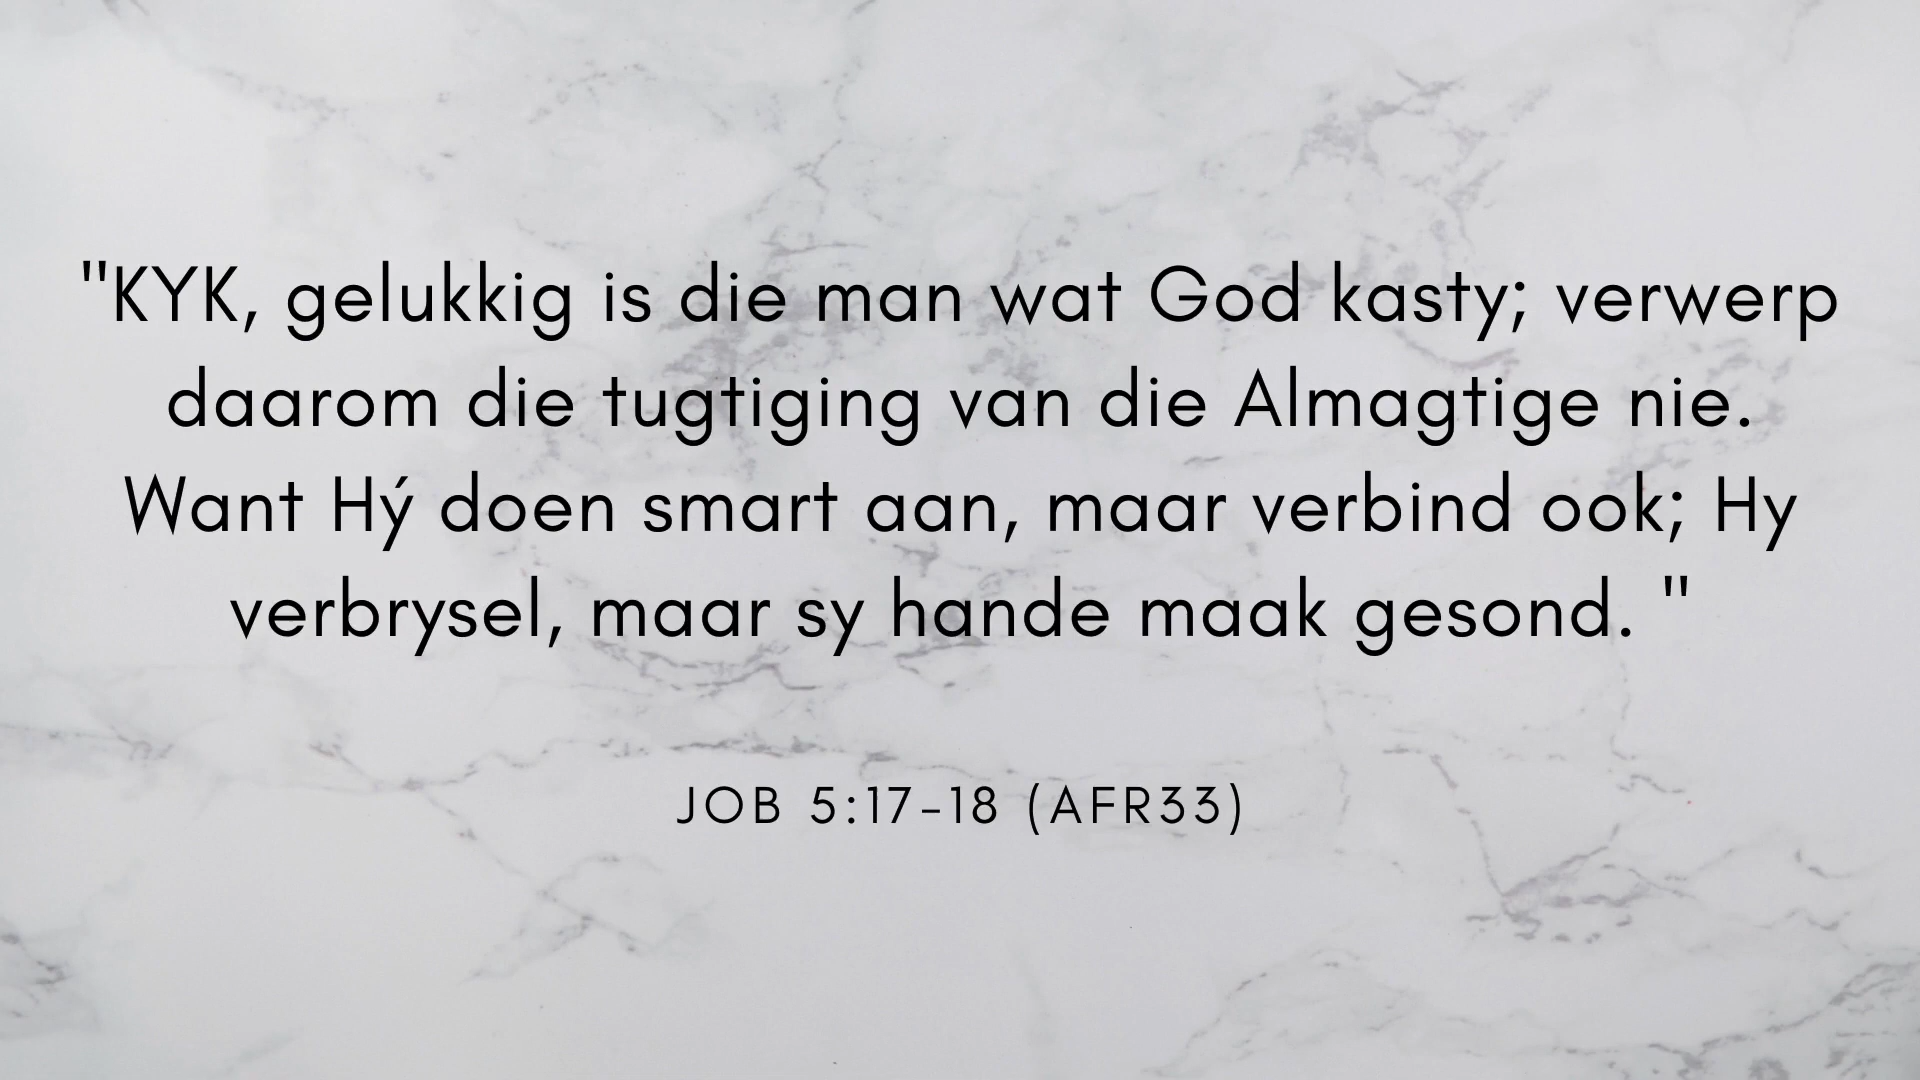 "KYK, gelukkig is die man wat God kasty; verwerp
daarom die tugtiging van die Almagtige nie.
Want Hý doen smart aan, maar verbind ook; Hy
verbrysel, maar sy hande maak gesond. "
JOB 5:17-18 (AFR33)